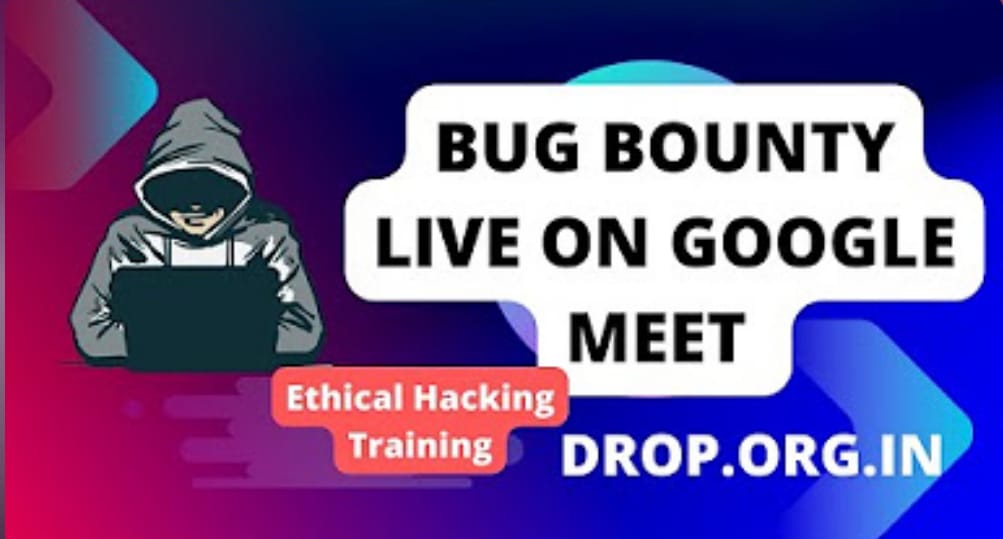 BUG BOUNTY
LIVE ON GOOGLE
MEET
Ethical Hacking
Training
DROP.ORG.IN